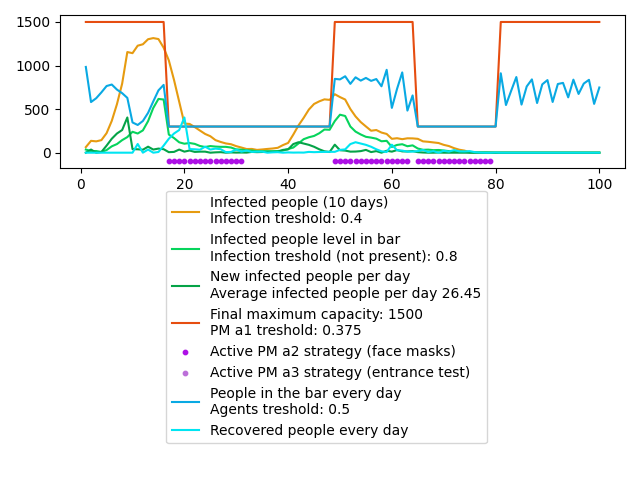 1500
1000
500
0
0 20 40 60 80 100
Infected people (10 days)
Infection treshold: 0.4
Infected people level in bar
Infection treshold (not present): 0.8
New infected people per day
Average infected people per day 26.45
Final maximum capacity: 1500
PM a1 treshold: 0.375
Active PM a2 strategy (face masks)
Active PM a3 strategy (entrance test)
People in the bar every day
Agents treshold: 0.5
Recovered people every day